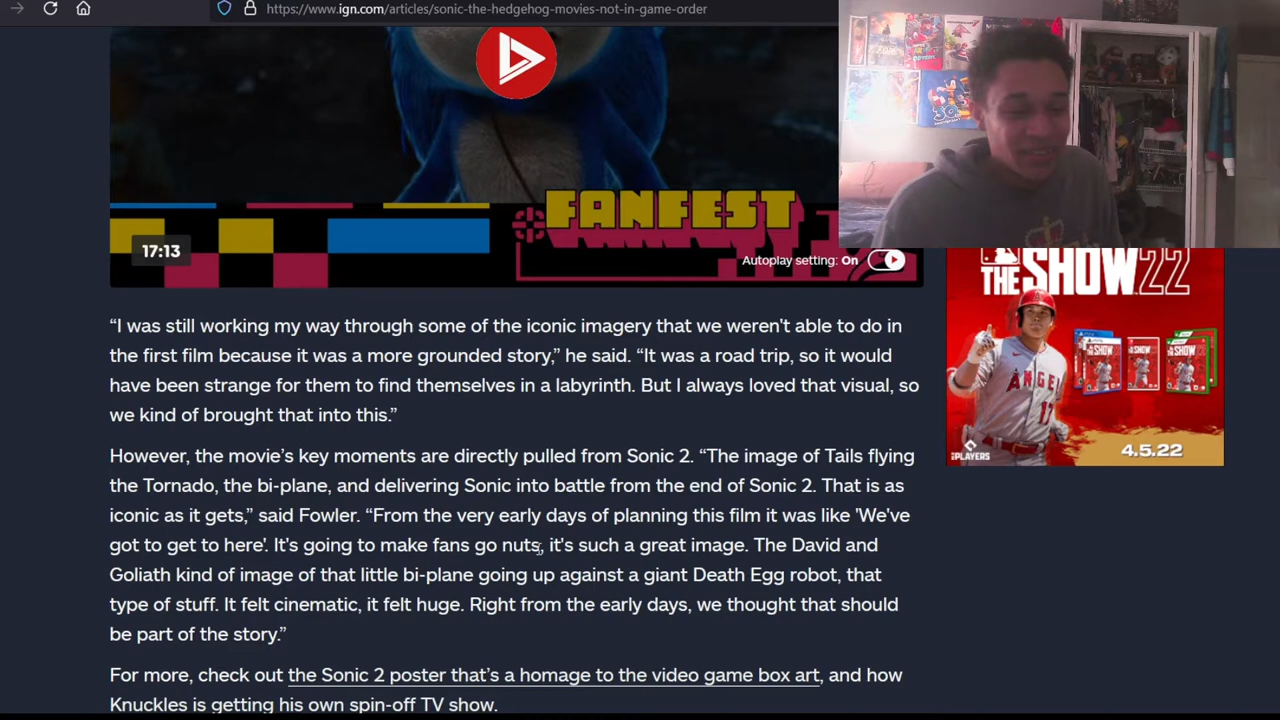 https://www.ign.com/articles/sonic-the-hedgehog-movies-not-in-game-order
FANFEST
17:13
Autoplay setting: On
THE SHOW 22
ANGE
17
PLAYERS
4.5.22
“I was still working my way through some of the iconic imagery that we weren't able to do in
the first film because it was a more grounded story,” he said. “It was a road trip, so it would
have been strange for them to find themselves in a labyrinth. But I always loved that visual, so
we kind of brought that into this.”
However, the movie’s key moments are directly pulled from Sonic 2. “The image of Tails flying
the Tornado, the bi-plane, and delivering Sonic into battle from the end of Sonic 2. That is as
iconic as it gets,” said Fowler. “From the very early days of planning this film it was like 'We've
got to get to here'. It's going to make fans go nuts, it's such a great image. The David and
Goliath kind of image of that little bi-plane going up against a giant Death Egg robot, that
type of stuff. It felt cinematic, it felt huge. Right from the early days, we thought that should
be part of the story.”
For more, check out the Sonic 2 poster that’s a homage to the video game box art, and how
Knuckles is getting his own spin-off TV show.